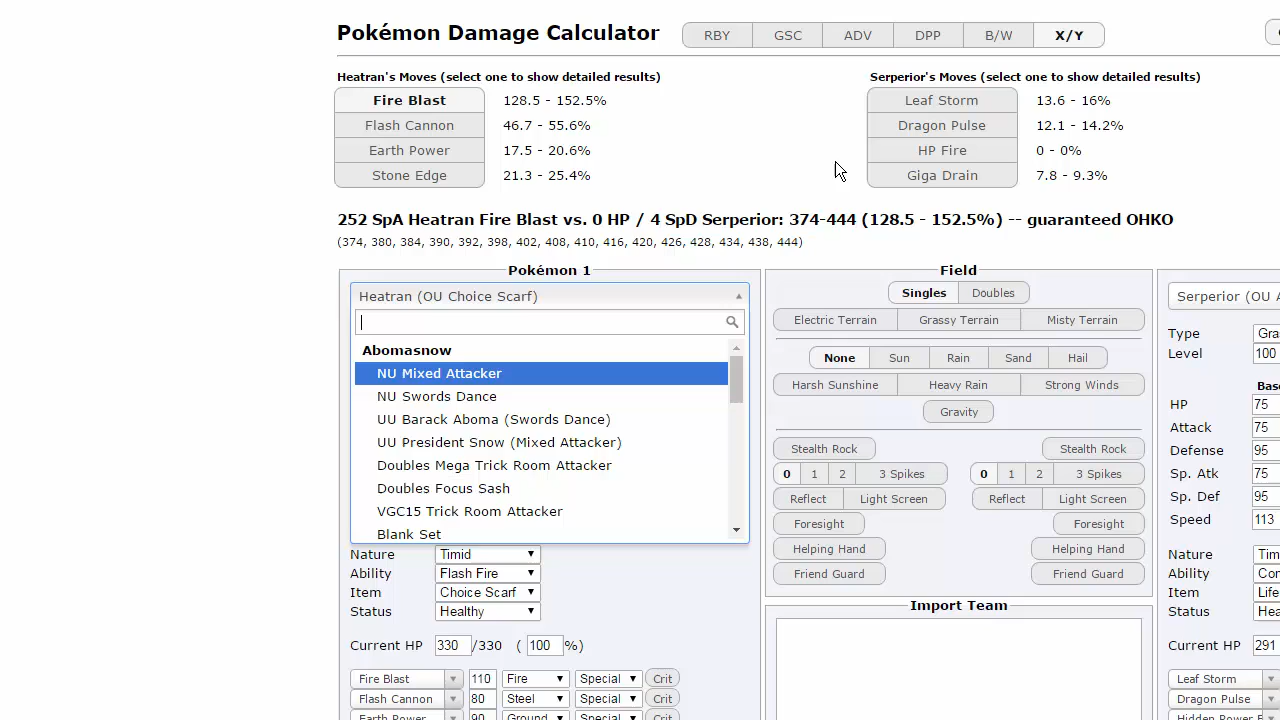 Pokémon Damage Calculator RBY GSC ADV DPP B/W X/Y
Heatran's Moves (select one to show detailed results) Serperior's Moves (select one to show detailed results)
Fire Blast 128.5 - 152.5% Leaf Storm 13.6 - 16%
Flash Cannon 46.7 - 55.6% Dragon Pulse 12.1 - 14.2%
Earth Power 17.5 - 20.6% HP Fire 0 - 0%
Stone Edge 21.3 - 25.4% Giga Drain 7.8 - 9.3%
252 SpA Heatran Fire Blast vs. 0 HP / 4 SpD Serperior: 374-444 (128.5 - 152.5%) -- guaranteed OHKO
(374, 380, 384, 390, 392, 398, 402, 408, 410, 416, 420, 426, 428, 434, 438, 444)
Pokémon 1
Heatran (OU Choice Scarf)
Abomasnow
NU Mixed Attacker
NU Swords Dance
UU Barack Aboma (Swords Dance)
UU President Snow (Mixed Attacker)
Doubles Mega Trick Room Attacker
Doubles Focus Sash
VGC15 Trick Room Attacker
Blank Set
Nature Timid
Ability Flash Fire
Item Choice Scarf
Status Healthy
Current HP 330 /330 ( 100 %)
Fire Blast 110 Fire Special Crit
Flash Cannon 80 Steel Special Crit
Earth Power 90 Ground Special Crit
Field
Singles Doubles
Electric Terrain Grassy Terrain Misty Terrain
None Sun Rain Sand Hail
Harsh Sunshine Heavy Rain Strong Winds
Gravity
Stealth Rock Stealth Rock
0 1 2 3 Spikes 0 1 2 3 Spikes
Reflect Light Screen Reflect Light Screen
Foresight Foresight
Helping Hand Helping Hand
Friend Guard Friend Guard
Import Team
Serperior (OU A
Type Gra
Level 100
Bas
HP 75
Attack 75
Defense 95
Sp. Atk 75
Sp. Def 95
Speed 113
Nature Tim
Ability Con
Item Life
Status Hea
Current HP 291
Leaf Storm
Dragon Pulse